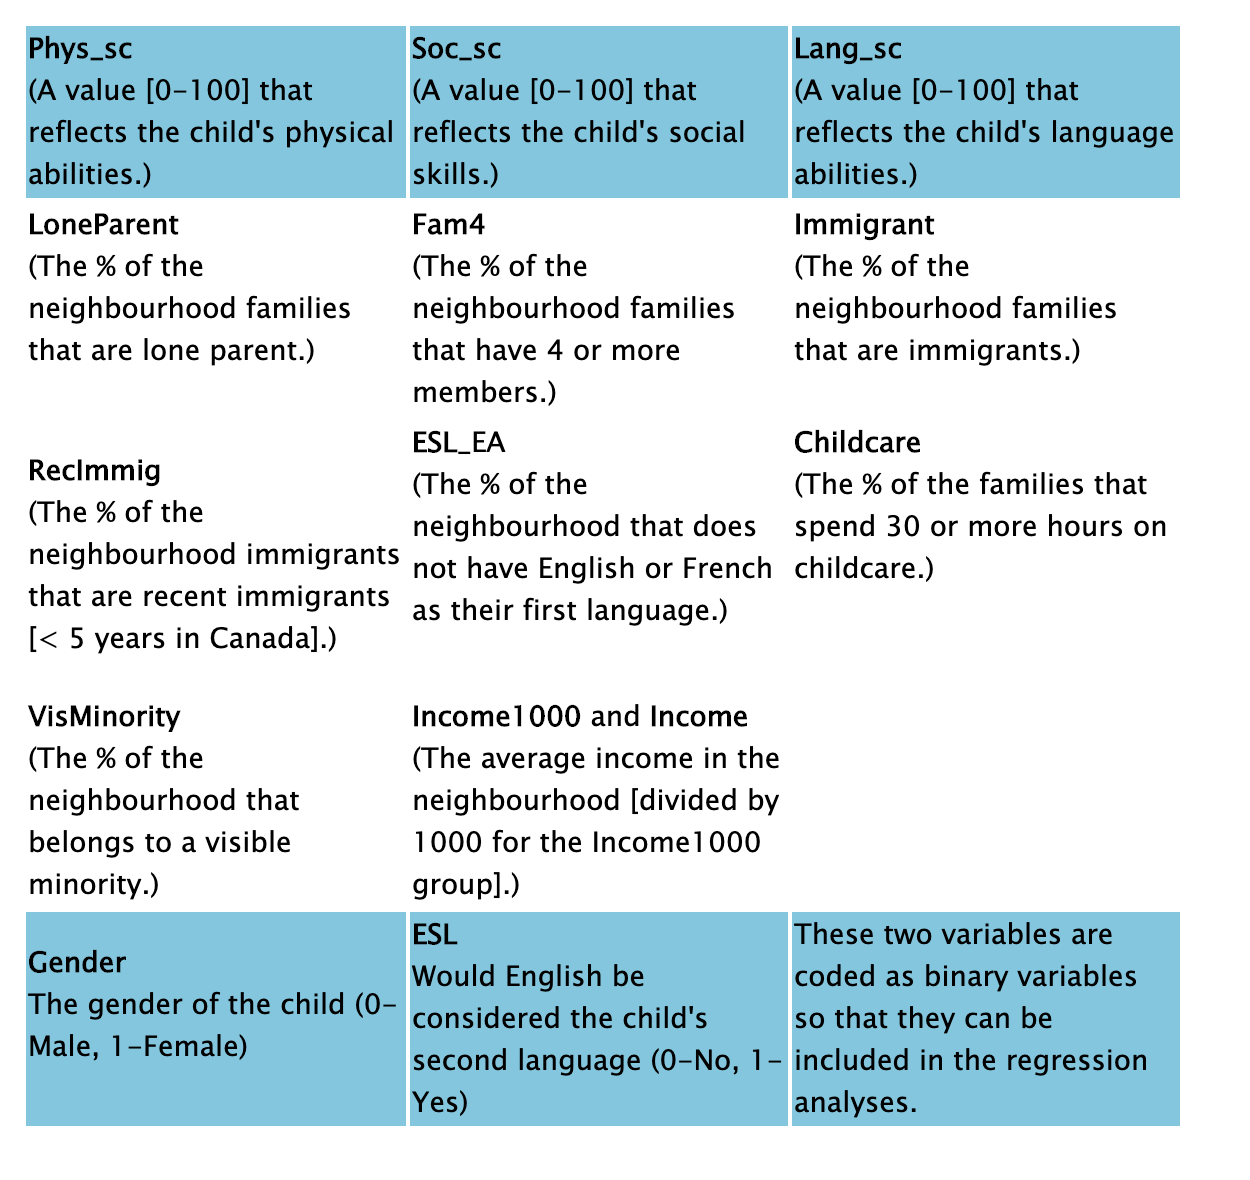 Phys_sc
(A value [0-100] that
reflects the child's physical
abilities.)
Soc_sc
(A value [0-100] that
reflects the child's social
skills.)
Lang_sc
(A value [0-100] that
reflects the child's language
abilities.)
LoneParent
(The % of the
neighbourhood families
that are lone parent.)
Fam4
(The % of the
neighbourhood families
that have 4 or more
members.)
Immigrant
(The % of the
neighbourhood families
that are immigrants.)
RecImmig
(The % of the
neighbourhood immigrants
that are recent immigrants
[< 5 years in Canada].)
ESL_EA
(The % of the
neighbourhood that does
not have English or French
as their first language.)
Childcare
(The % of the families that
spend 30 or more hours on
childcare.)
VisMinority
(The % of the
neighbourhood that
belongs to a visible
minority.)
Income1000 and Income
(The average income in the
neighbourhood [divided by
1000 for the Income1000
group].)
Gender
The gender of the child (0-
Male, 1-Female)
ESL
Would English be
considered the child's
second language (0-No, 1-
Yes)
These two variables are
coded as binary variables
so that they can be
included in the regression
analyses.